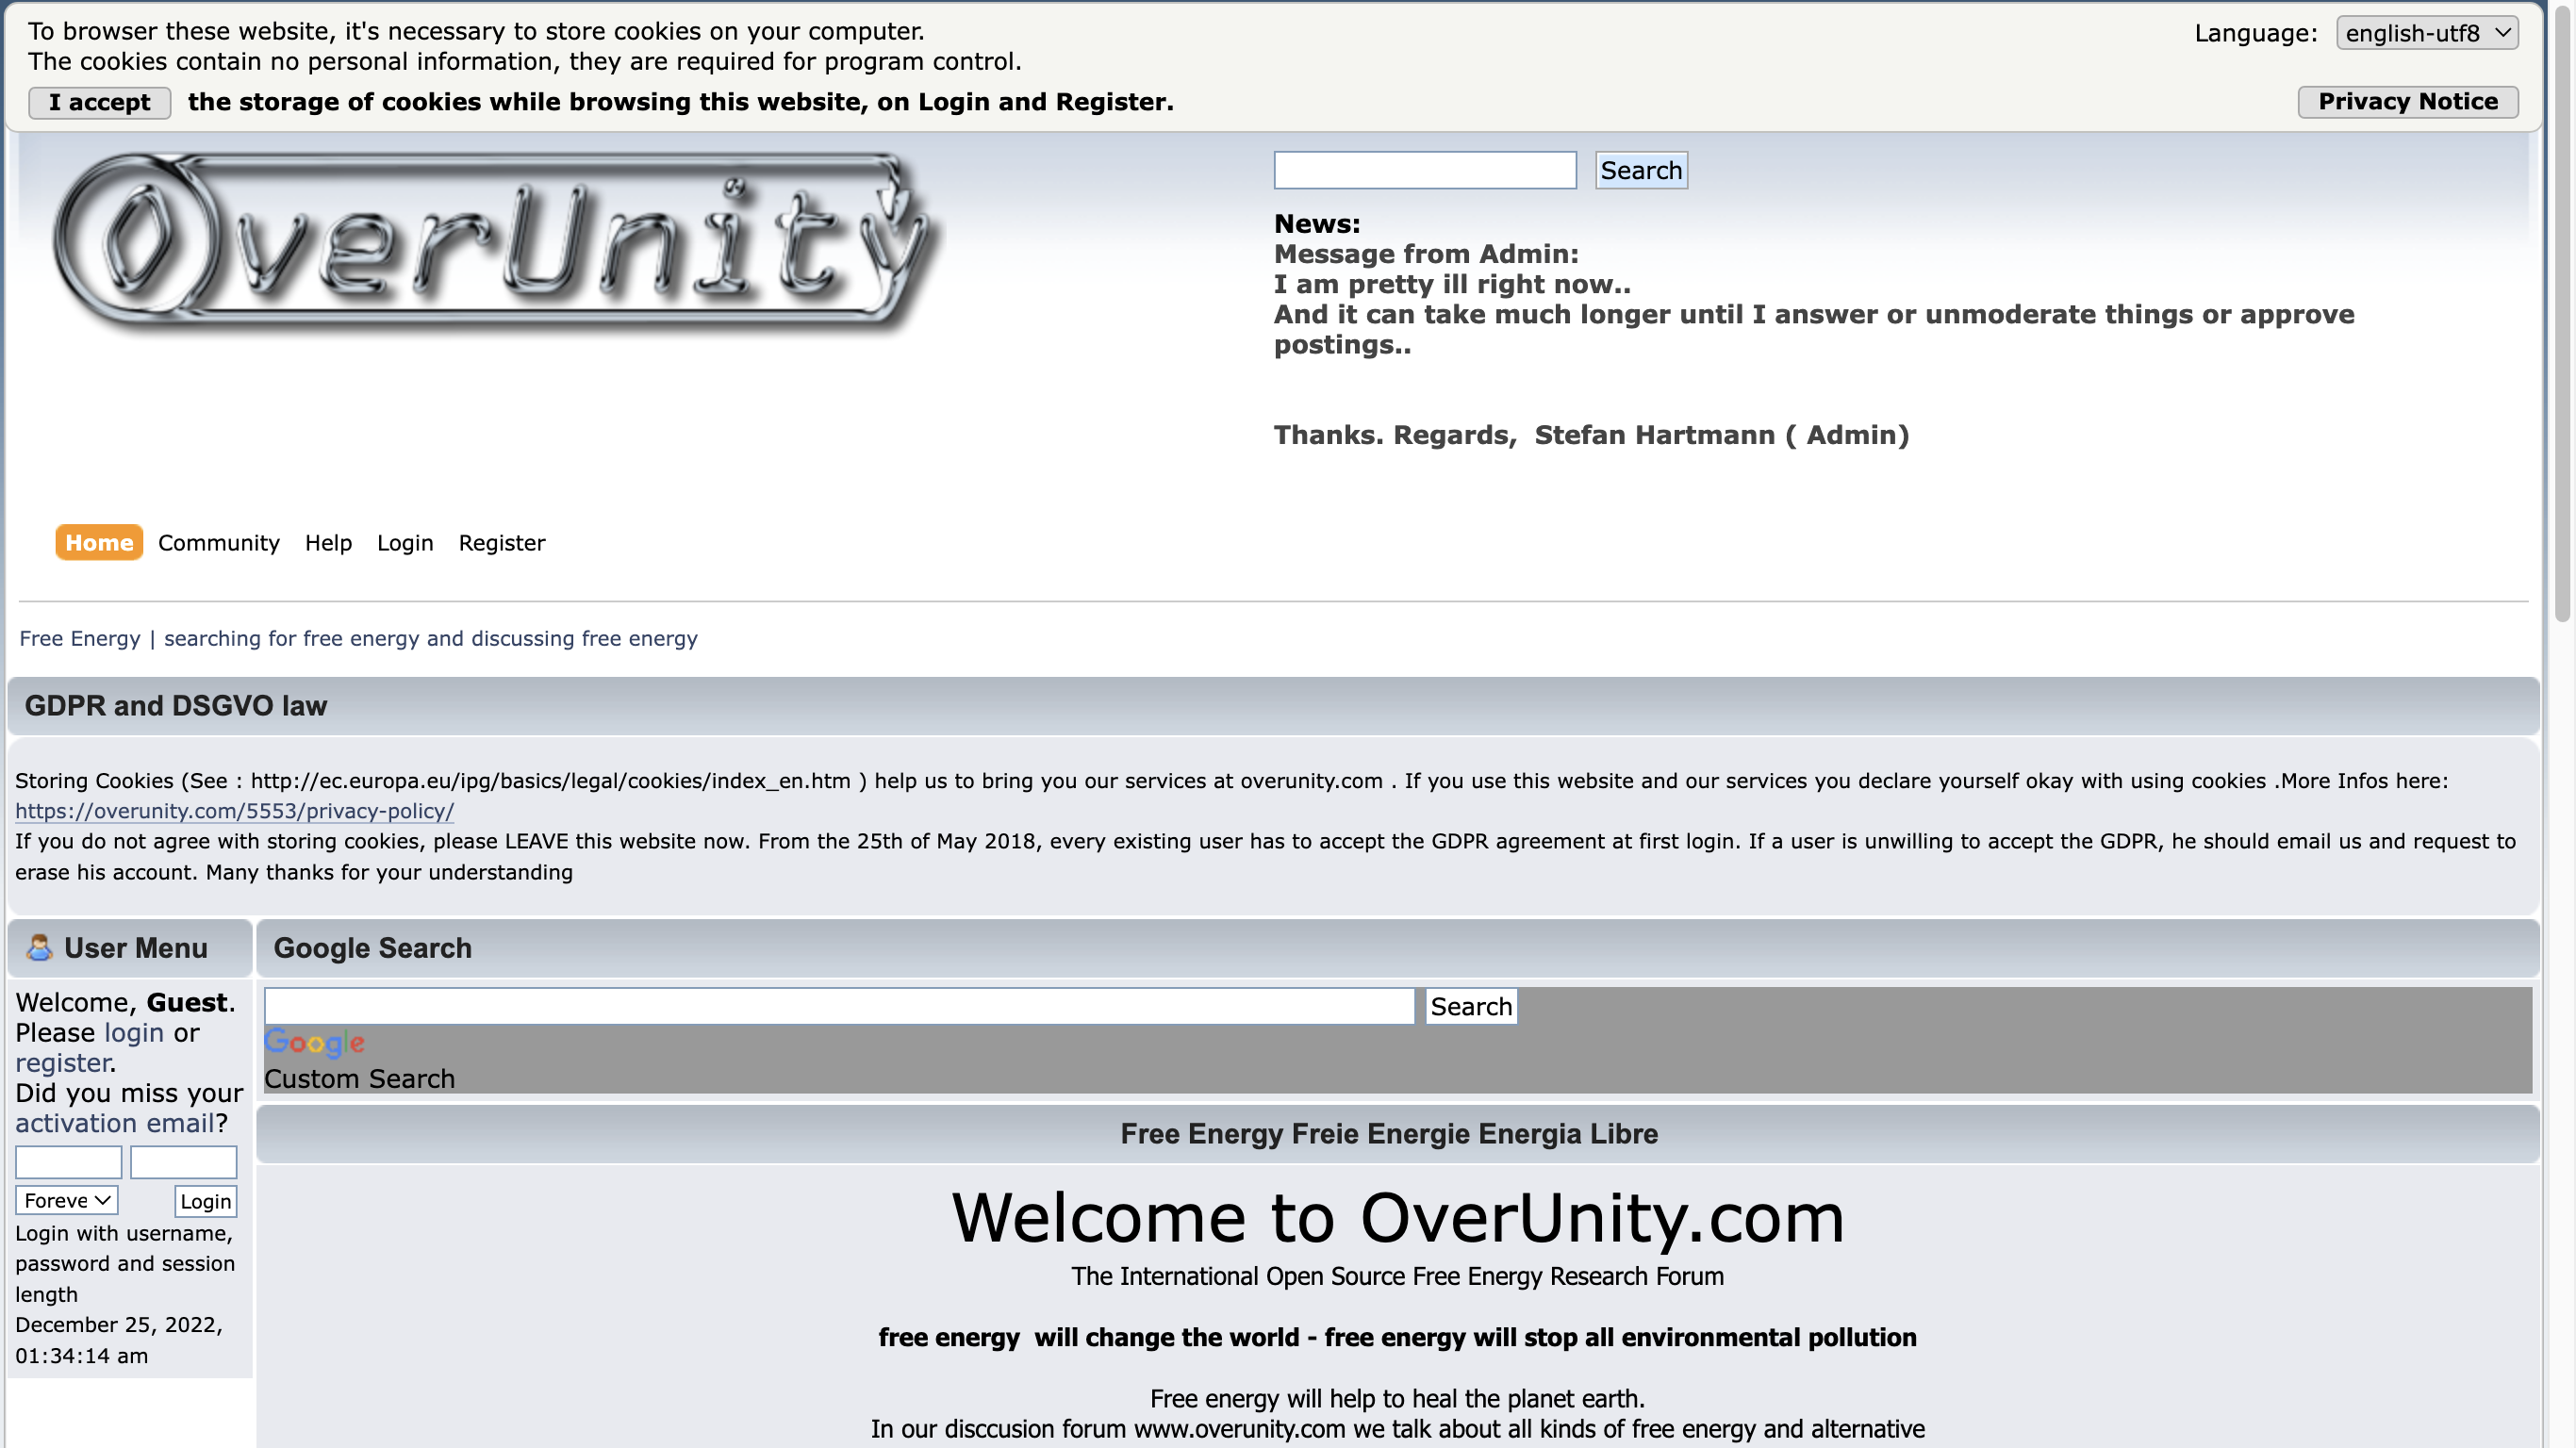 To browser these website, it's necessary to store cookies on your computer.
The cookies contain no personal information, they are required for program control.
I accept the storage of cookies while browsing this website, on Login and Register.
Language: english-utf8
Privacy Notice
OverUnity
Search
News:
Message from Admin:
I am pretty ill right now..
And it can take much longer until I answer or unmoderate things or approve
postings..
Thanks. Regards,  Stefan Hartmann ( Admin)
Home Community Help Login Register
Free Energy | searching for free energy and discussing free energy
GDPR and DSGVO law
Storing Cookies (See : http://ec.europa.eu/ipg/basics/legal/cookies/index_en.htm ) help us to bring you our services at overunity.com . If you use this website and our services you declare yourself okay with using cookies .More Infos here:
https://overunity.com/5553/privacy-policy/
If you do not agree with storing cookies, please LEAVE this website now. From the 25th of May 2018, every existing user has to accept the GDPR agreement at first login. If a user is unwilling to accept the GDPR, he should email us and request to
erase his account. Many thanks for your understanding
User Menu
Welcome, Guest.
Please login or
register.
Did you miss your
activation email?
Foreve
Login
Login with username,
password and session
length
December 25, 2022,
01:34:14 am
Google Search
Search
Google
Custom Search
Free Energy Freie Energie Energia Libre
Welcome to OverUnity.com
The International Open Source Free Energy Research Forum
free energy  will change the world - free energy will stop all environmental pollution
Free energy will help to heal the planet earth.
In our disccusion forum www.overunity.com we talk about all kinds of free energy and alternative